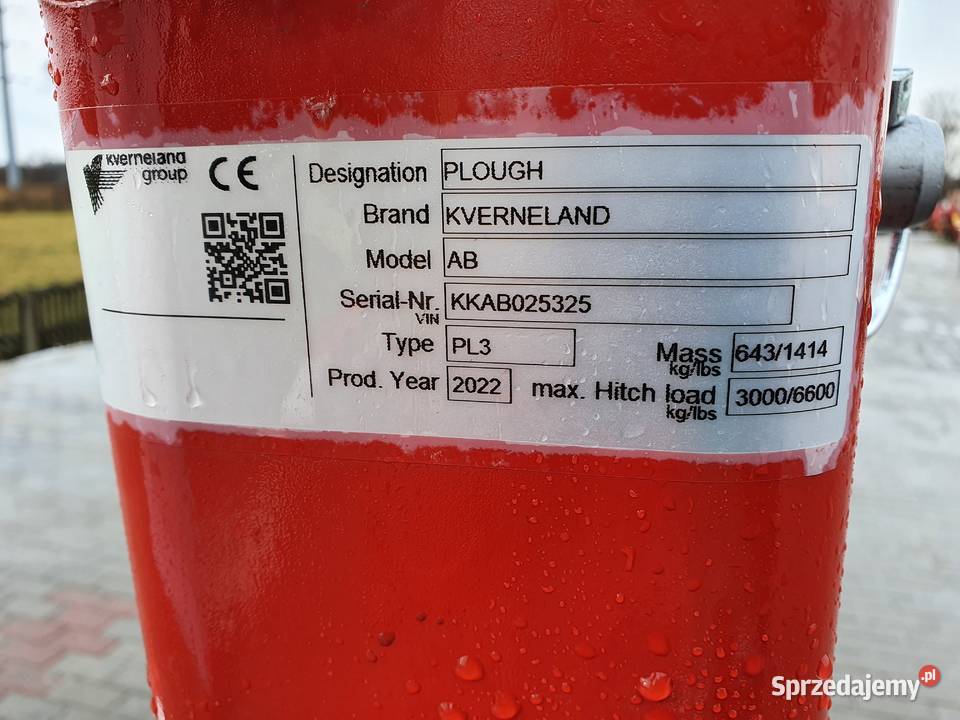 kverneland
group
CE
Designation PLOUGH
Brand KVERNELAND
Model AB
Serial-Nr. KKAB025325
VIN
Type PL3 Mass 643/1414
kg/lbs
Prod. Year 2022 max. Hitch load 3000/6600
kg/lbs
Sprzedajemy.pl